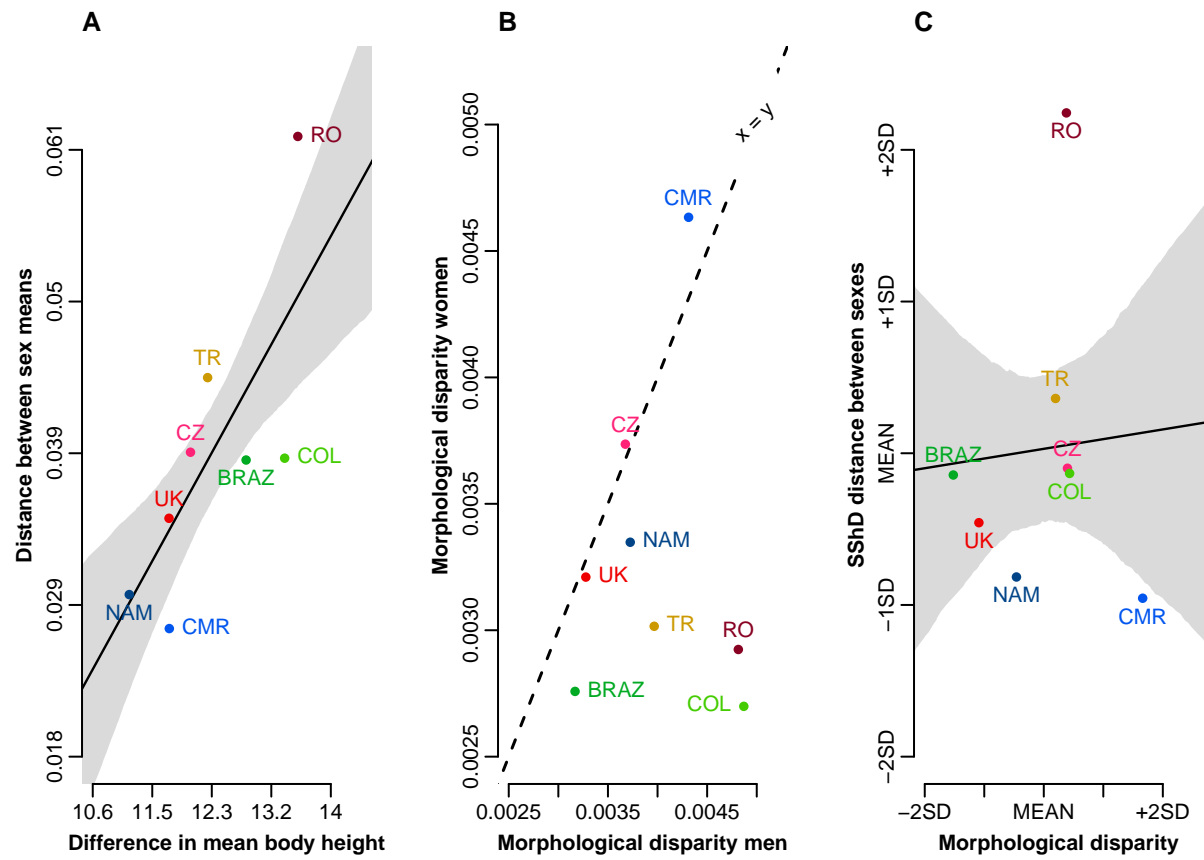 A
Distance between sex means
0.061
0.05
0.039
0.029
0.018
RO
TR
CZ
COL
BRAZ
UK
NAM
CMR
10.6 11.5 12.3 13.2 14
Difference in mean body height
B
Morphological disparity women
0.0050
0.0045
0.0040
0.0035
0.0030
0.0025
x = y
CMR
CZ
NAM
UK
TR
RO
BRAZ
COL
0.0025 0.0035 0.0045
Morphological disparity men
C
SShD distance between sexes
+2SD
+1SD
MEAN
−1SD
−2SD
RO
TR
CZ
BRAZ
COL
UK
NAM
CMR
−2SD MEAN +2SD
Morphological disparity